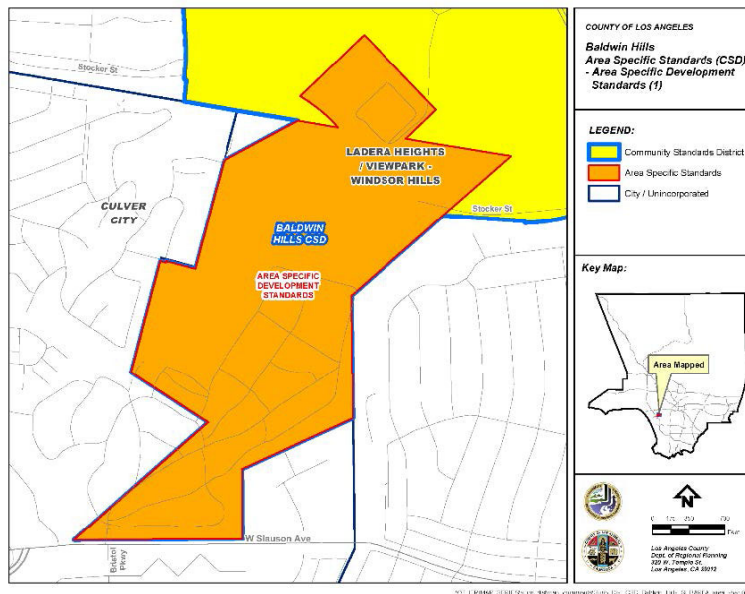 Stocker St
CULVER
CITY
LADERA HEIGHTS
/ VIEWPARK -
WINDSOR HILLS
Stocker St
BALDWIN
HILLS CSD
AREA SPECIFIC
DEVELOPMENT
STANDARDS
W Slauson Ave
Bristol
Pkwy
COUNTY OF LOS ANGELES
Baldwin Hills
Area Specific Standards (CSD)
- Area Specific Development
Standards (1)
LEGEND:
Community Standards District
Area Specific Standards
City / Unincorporated
Key Map:
Area Mapped
N
0
Los Angeles County
Dept. of Regional Planning
320 W. Temple St.
Los Angeles, CA 90012